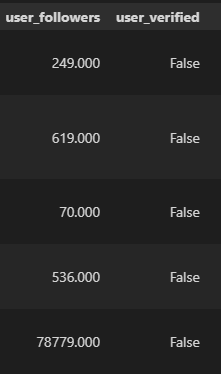 user_followers user_verified
249.000 False
619.000 False
70.000 False
536.000 False
78779.000 False